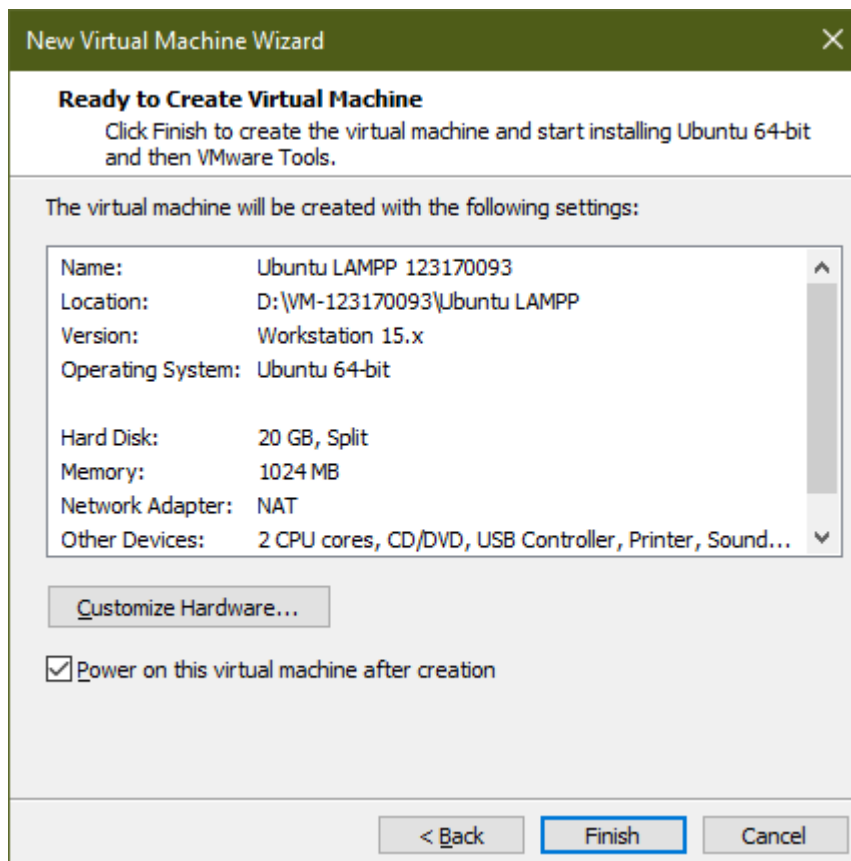 New Virtual Machine Wizard
Ready to Create Virtual Machine
Click Finish to create the virtual machine and start installing Ubuntu 64-bit
and then VMware Tools.
The virtual machine will be created with the following settings:
Name: Ubuntu LAMPP 123170093
Location: D:\VM-123170093\Ubuntu LAMPP
Version: Workstation 15.x
Operating System: Ubuntu 64-bit
Hard Disk: 20 GB, Split
Memory: 1024 MB
Network Adapter: NAT
Other Devices: 2 CPU cores, CD/DVD, USB Controller, Printer, Sound...
Customize Hardware...
Power on this virtual machine after creation
< Back Finish Cancel